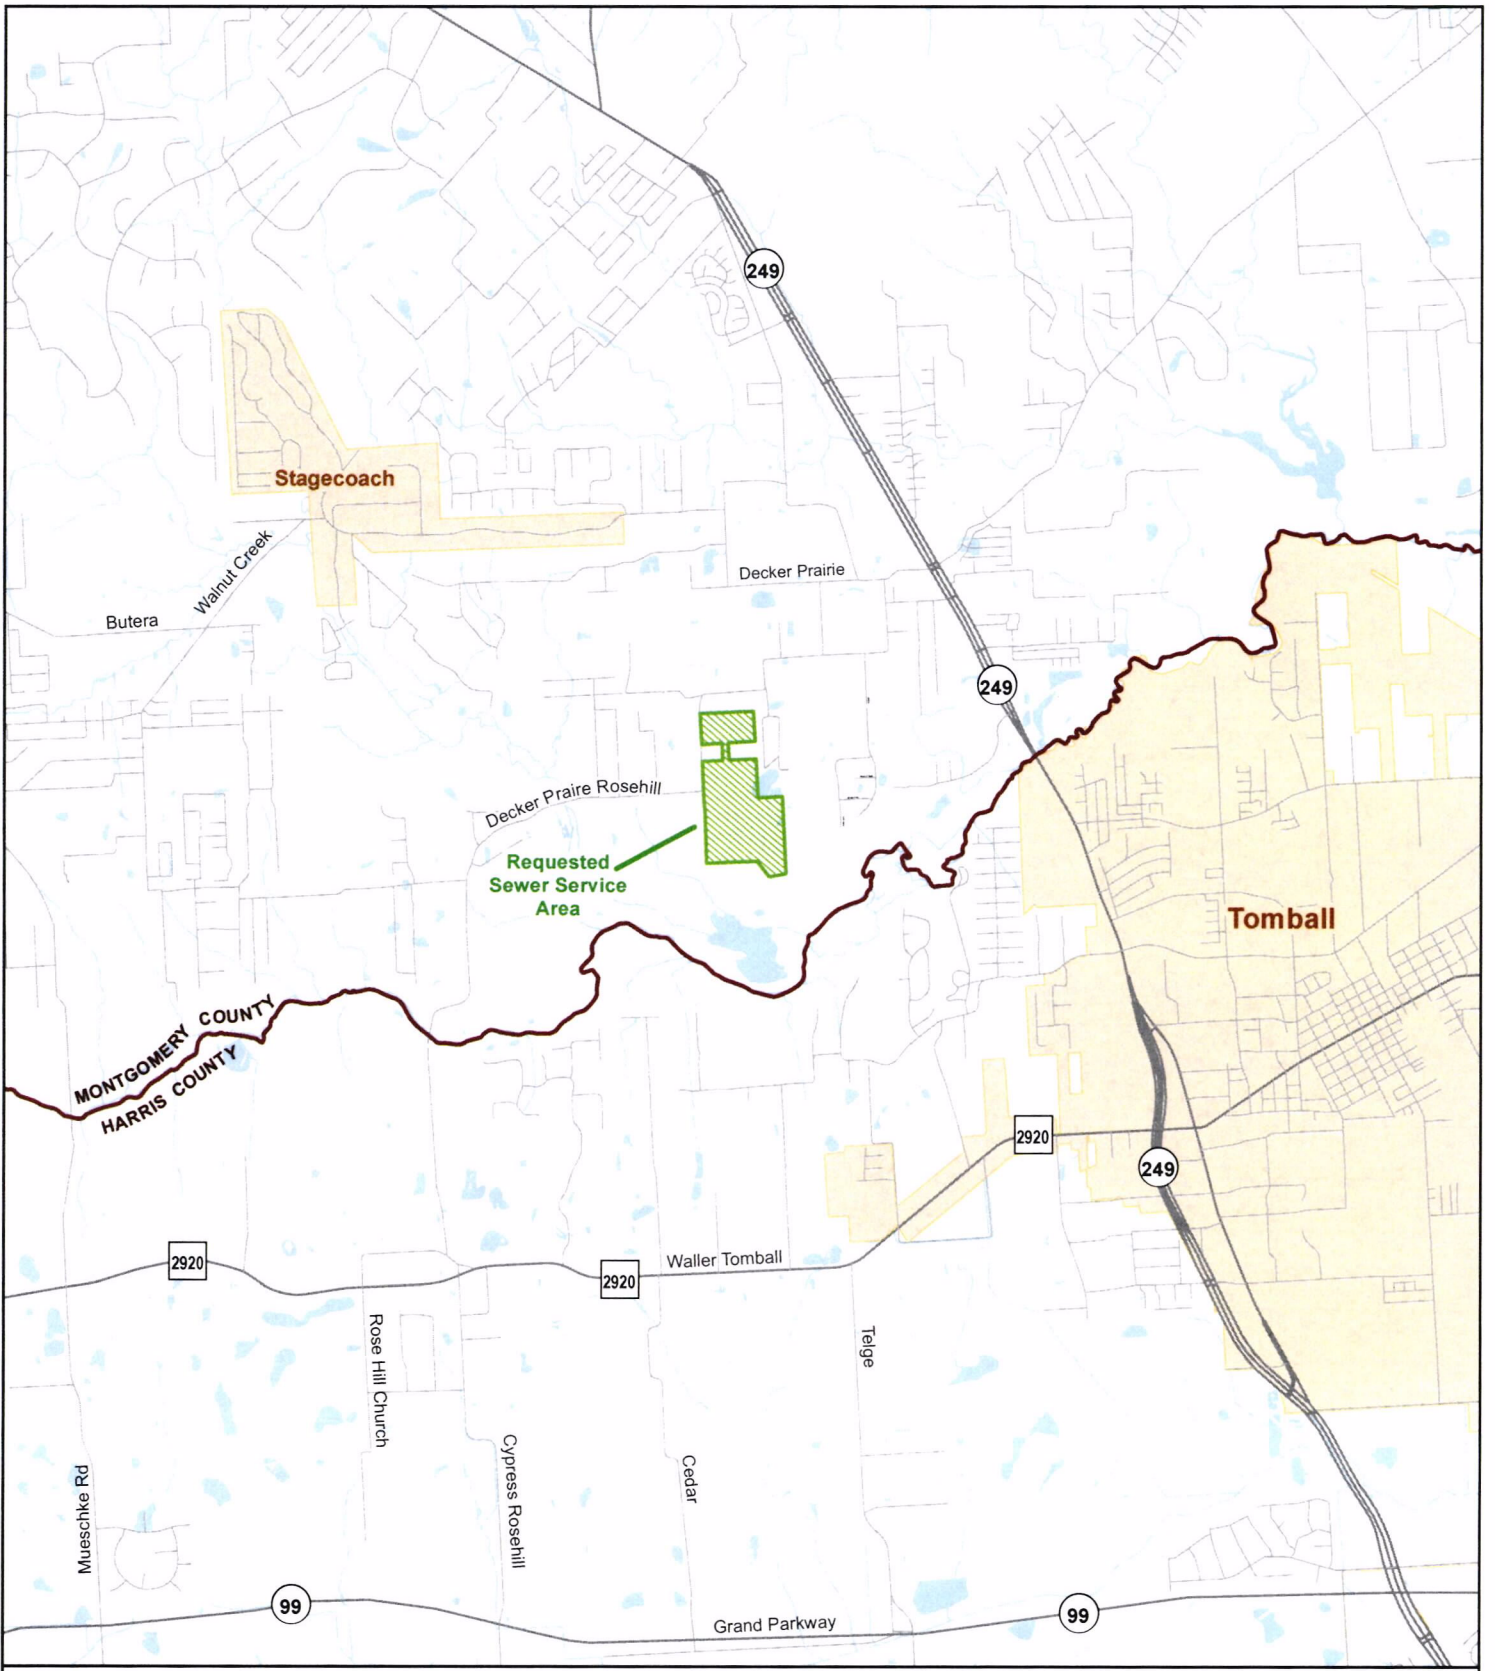 249
Stagecoach
Walnut Creek
Decker Prairie
Butera
249
Decker Praire Rosehill
Requested
Sewer Service
Area
Tomball
MONTGOMERY COUNTY
HARRIS COUNTY
2920
249
2920
2920
Waller Tomball
Rose Hill Church
Telge
Cypress Rosehill
Cedar
Mueschke Rd
99
99
Grand Parkway